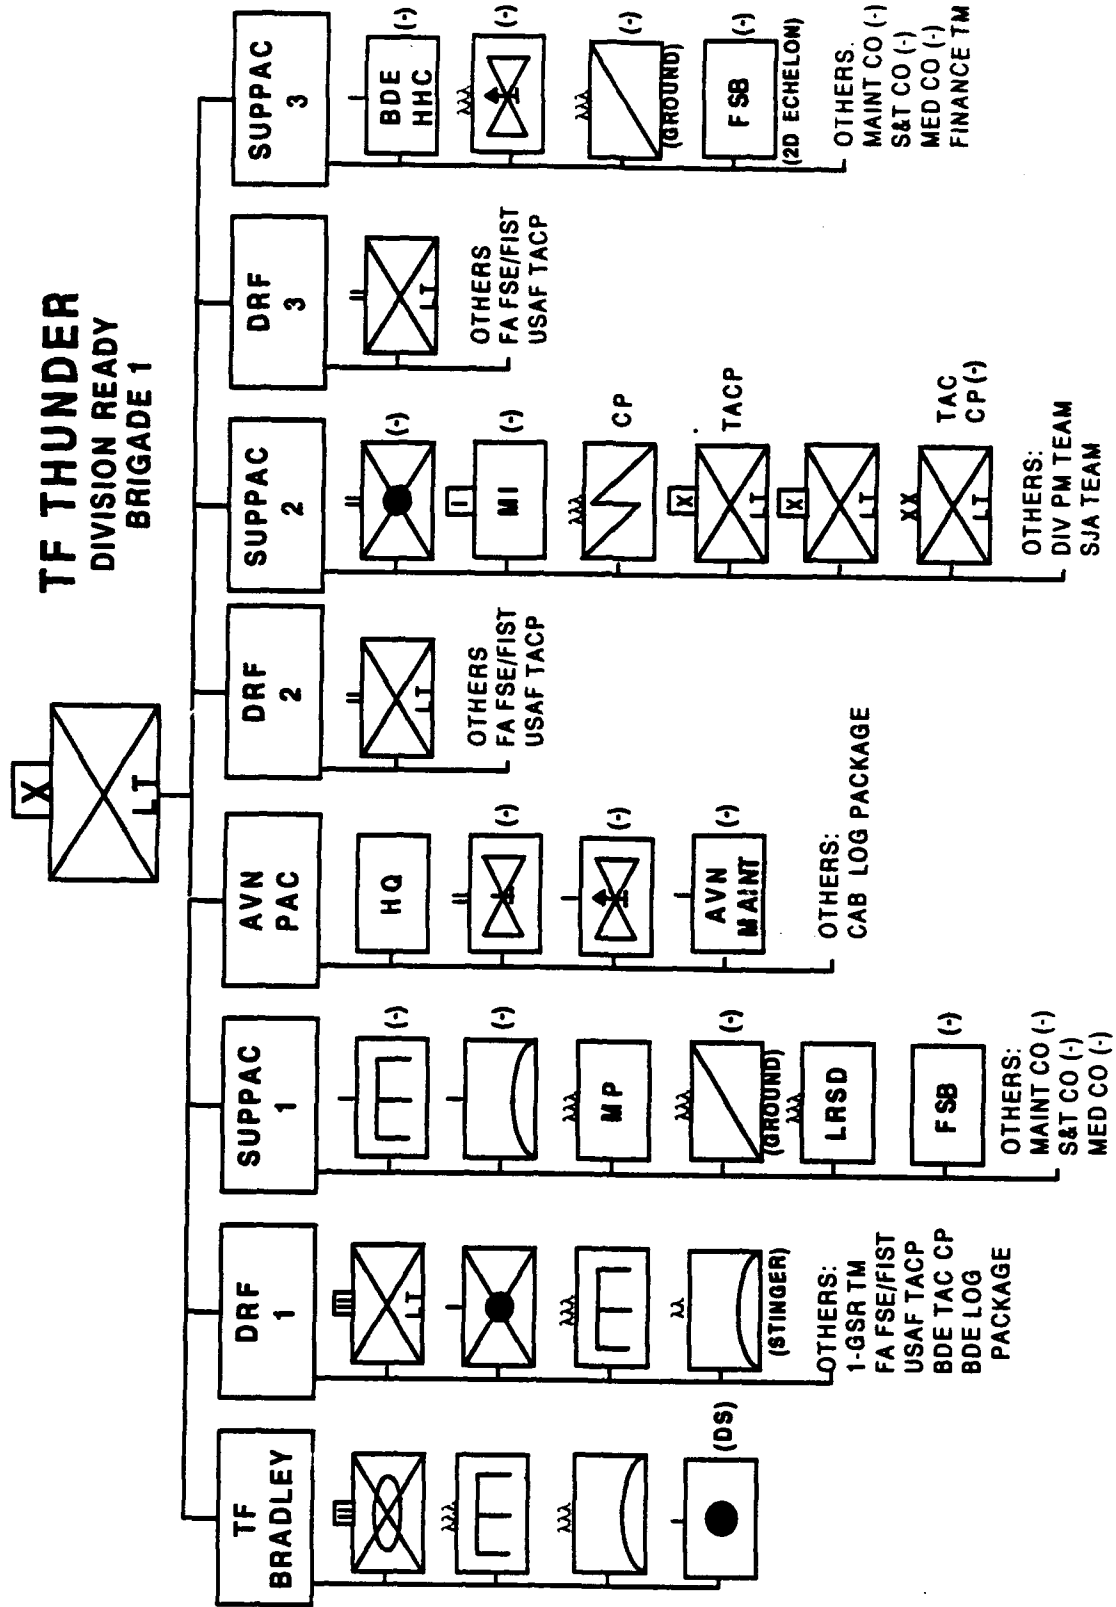 TF THUNDER
DIVISION READY
BRIGADE 1
X
LT
TF
BRADLEY
(DS)
DRF
1
LT
(STINGER)
OTHERS:
1-GSR TM
FA FSE/FIST
USAF TACP
BDE TAC CP
BDE LOG
PACKAGE
SUPPAC
1
(-)
(-)
MP
(-)
(GROUND)
LRSD
FSB
(-)
OTHERS:
MAINT CO (-)
S&T CO (-)
MED CO (-)
AVN
PAC
HQ
(-)
(-)
AVN
MAINT
(-)
OTHERS:
CAB LOG PACKAGE
DRF
2
LT
OTHERS
FA FSE/FIST
USAF TACP
SUPPAC
2
(-)
I
MI
(-)
CP
X
LT
TACP
X
LT
XX
LT
TAC
CP(-)
OTHERS:
DIV PM TEAM
SJA TEAM
DRF
3
LT
OTHERS
FA FSE/FIST
USAF TACP
SUPPAC
3
BDE
HHC
(-)
(-)
(-)
(GROUND)
FSB
(-)
(2D ECHELON)
OTHERS.
MAINT CO (-)
S&T CO (-)
MED CO (-)
FINANCE TM